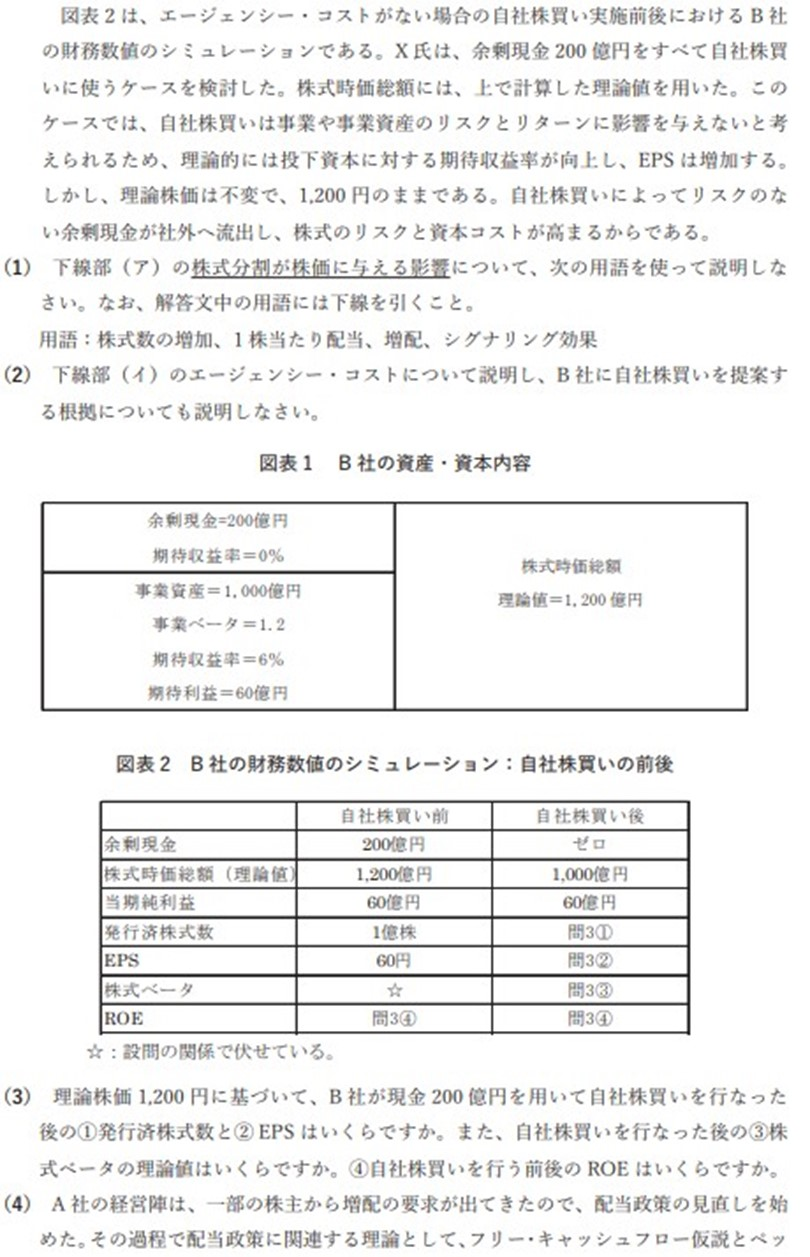 図表2は、エージェンシー・コストがない場合の自社株買い実施前後におけるB社
の財務数値のシミュレーションである。X氏は、余剰現金200億円をすべて自社株買
いに使うケースを検討した。株式時価総額には、上で計算した理論値を用いた。この
ケースでは、自社株買いは事業や事業資産のリスクとリターンに影響を与えないと考
えられるため、理論的には投下資本に対する期待収益率が向上し、EPSは増加する。
しかし、理論株価は不変で、1,200円のままである。自社株買いによってリスクのな
い余剰現金が社外へ流出し、株式のリスクと資本コストが高まるからである。
(1) 下線部(ア)の株式分割が株価に与える影響について、次の用語を使って説明しな
さい。なお、解答文中の用語には下線を引くこと。
用語:株式数の増加、1株当たり配当、増配、シグナリング効果
(2) 下線部(イ)のエージェンシー・コストについて説明し、B社に自社株買いを提案す
る根拠についても説明しなさい。
図表1 B社の資産・資本内容
余剰現金=200億円
期待収益率=0%
株式時価総額
理論値=1,200億円
事業資産=1,000億円
事業ベータ=1.2
期待収益率=6%
期待利益=60億円
図表2 B社の財務数値のシミュレーション:自社株買いの前後
自社株買い前 自社株買い後
余剰現金 200億円 ゼロ
株式時価総額(理論値) 1,200億円 1,000億円
当期純利益 60億円 60億円
発行済株式数 1億株 問3①
EPS 60円 問3②
株式ベータ ☆ 問3③
ROE 問3④ 問3④
☆:設問の関係で伏せている。
(3) 理論株価1,200円に基づいて、B社が現金200億円を用いて自社株買いを行なった
後の①発行済株式数と②EPSはいくらですか。また、自社株買いを行なった後の③株
式ベータの理論値はいくらですか。④自社株買いを行う前後のROEはいくらですか。
(4) A社の経営陣は、一部の株主から増配の要求が出てきたので、配当政策の見直しを始
めた。その過程で配当政策に関連する理論として、フリー・キャッシュフロー仮説とペッ